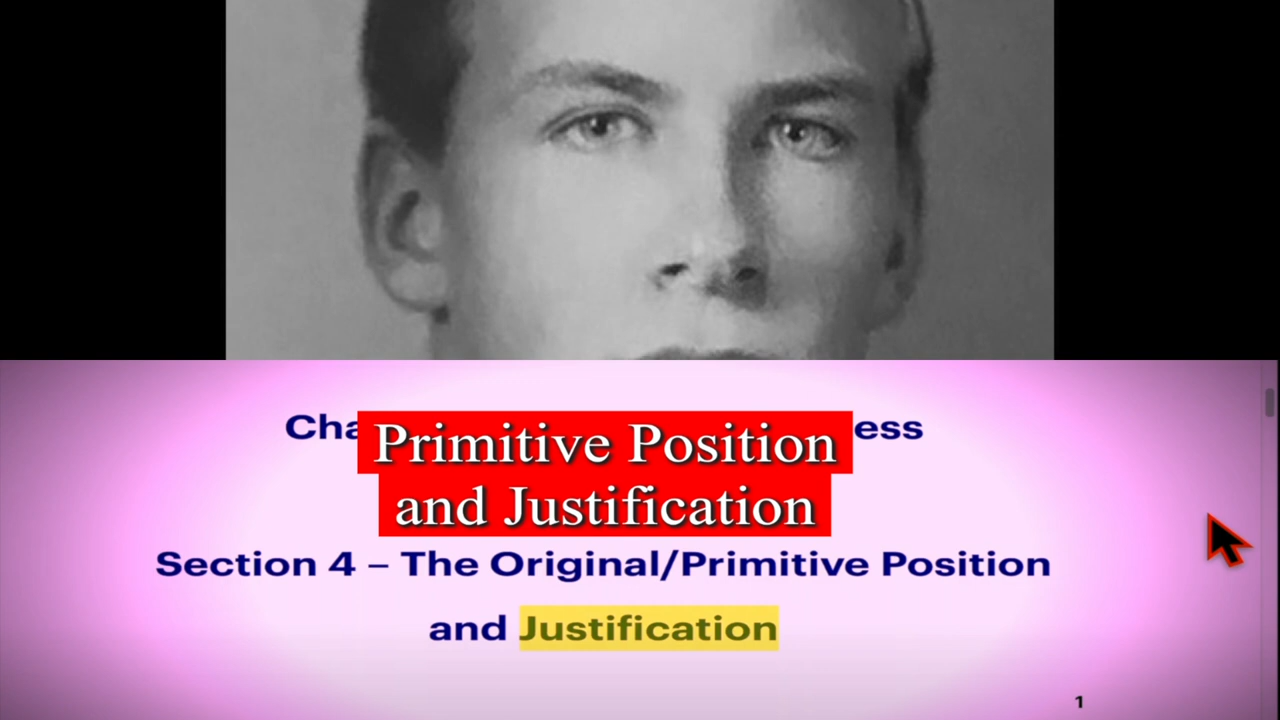 Cha ess
Primitive Position
and Justification
Section 4 – The Original/Primitive Position
and Justification
1